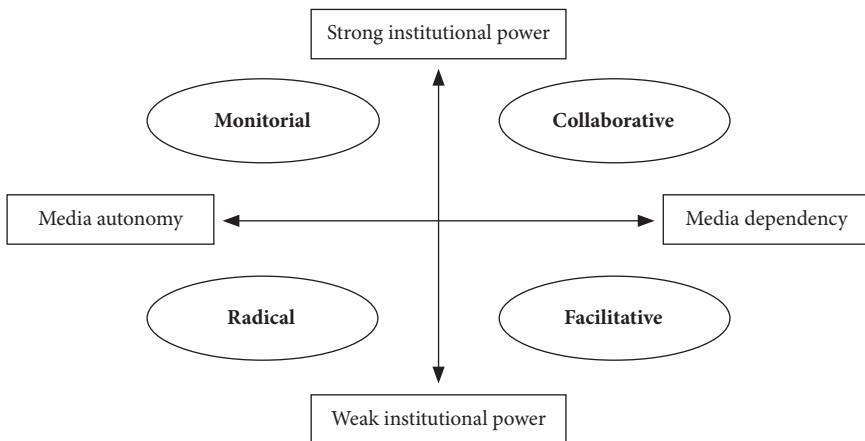 Strong institutional power
Monitorial
Collaborative
Media autonomy
Media dependency
Radical
Facilitative
Weak institutional power